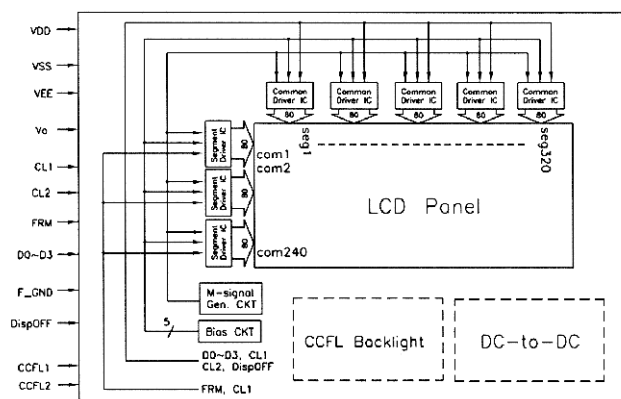 VDD
VSS
VEE
Vo
CL1
CL2
FRM
D0~D3
F_GND
DispOFF
CCFL1
CCFL2
Common Driver IC
Common Driver IC
Common Driver IC
Common Driver IC
Common Driver IC
80
80
80
80
80
Segment Driver IC
80
Segment Driver IC
80
Segment Driver IC
80
seg1
seg320
com1
com2
com240
LCD Panel
M-signal
Gen. CKT
5
Bias CKT
D0~D3, CL1
CL2, DispOFF
FRM, CL1
CCFL Backlight
DC-to-DC